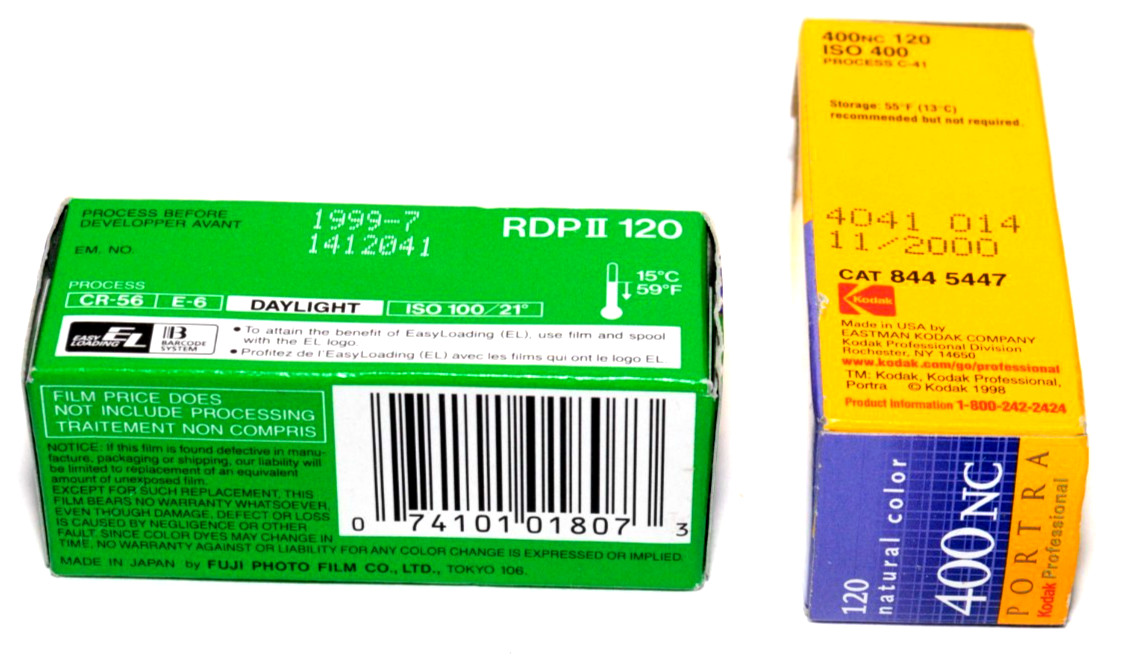 PROCESS BEFORE
DEVELOPPER AVANT
1999-7
EM. NO.
1412041
RDP II 120
15°C
59°F
PROCESS
CR-56 E-6 DAYLIGHT ISO 100/21°
EASY LOADING EL
B BARCODE SYSTEM
•To attain the benefit of EasyLoading (EL), use film and spool
with the EL logo.
•Profitez de l'EasyLoading (EL) avec les films qui ont le logo EL.
FILM PRICE DOES
NOT INCLUDE PROCESSING
TRAITEMENT NON COMPRIS
NOTICE: If this film is found defective in manu-
facture, packaging or shipping, our liability will
be limited to replacement of an equivalent
amount of unexposed film.
EXCEPT FOR SUCH REPLACEMENT, THIS
FILM BEARS NO WARRANTY WHATSOEVER,
EVEN THOUGH DAMAGE, DEFECT OR LOSS
IS CAUSED BY NEGLIGENCE OR OTHER
FAULT. SINCE COLOR DYES MAY CHANGE IN
TIME, NO WARRANTY AGAINST OR LIABILITY FOR ANY COLOR CHANGE IS EXPRESSED OR IMPLIED.
0 74101 01807 3
MADE IN JAPAN by FUJI PHOTO FILM CO., LTD., TOKYO 106.
400NC 120
ISO 400
PROCESS C-41
Storage: 55°F (13°C)
recommended but not required.
4041 014
11/2000
CAT 844 5447
Kodak
Made in USA by
EASTMAN KODAK COMPANY
Kodak Professional Division
Rochester, NY 14650
www.kodak.com/go/professional
TM: Kodak, Kodak Professional,
Portra © Kodak 1998
Product Information 1-800-242-2424
120
natural color
400NC
PORTRA
Kodak Professional